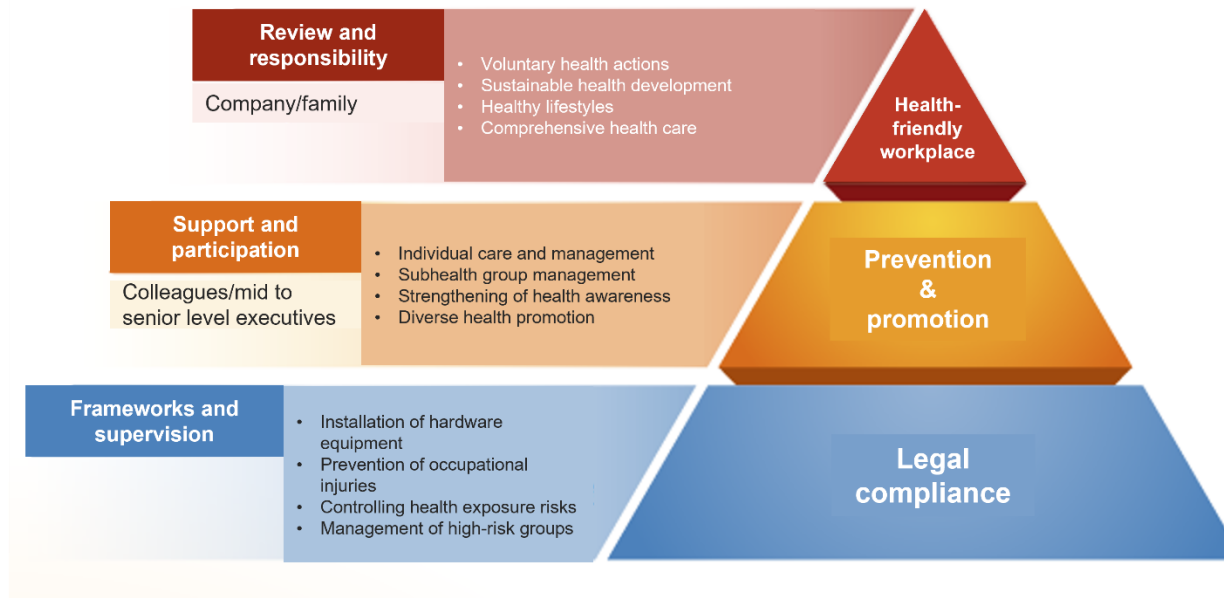 Review and
responsibility
Company/family
• Voluntary health actions
• Sustainable health development
• Healthy lifestyles
• Comprehensive health care
Health-
friendly
workplace
Support and
participation
Colleagues/mid to
senior level executives
• Individual care and management
• Subhealth group management
• Strengthening of health awareness
• Diverse health promotion
Prevention
&
promotion
Frameworks and
supervision
• Installation of hardware
equipment
• Prevention of occupational
injuries
• Controlling health exposure risks
• Management of high-risk groups
Legal
compliance